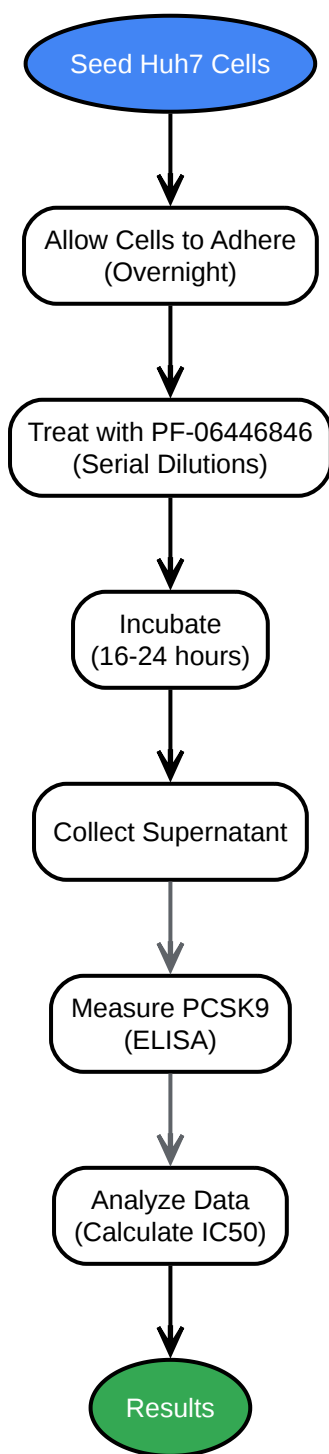 Seed Huh7 Cells
Allow Cells to Adhere
(Overnight)
Treat with PF-06446846
(Serial Dilutions)
Incubate
(16-24 hours)
Collect Supernatant
Measure PCSK9
(ELISA)
Analyze Data
(Calculate IC50)
Results